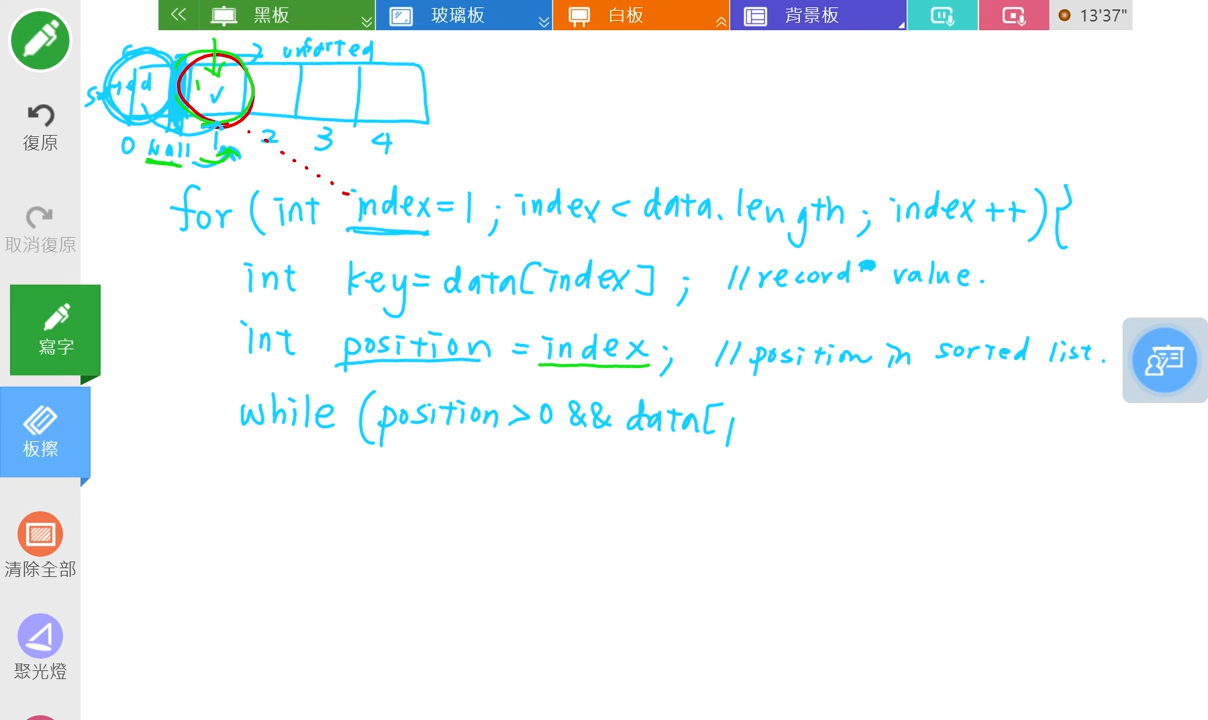 黑板 玻璃板 白板 背景板 13'37"
復原
取消復原
寫字
板擦
清除全部
聚光燈
unsorted
sorted
0 wall 1 2 3 4
for (int index=1 ; index < data.length ; index ++){
int key=data[index] ; //record value.
int position = index; //position in sorted list.
while (position>0 && data[